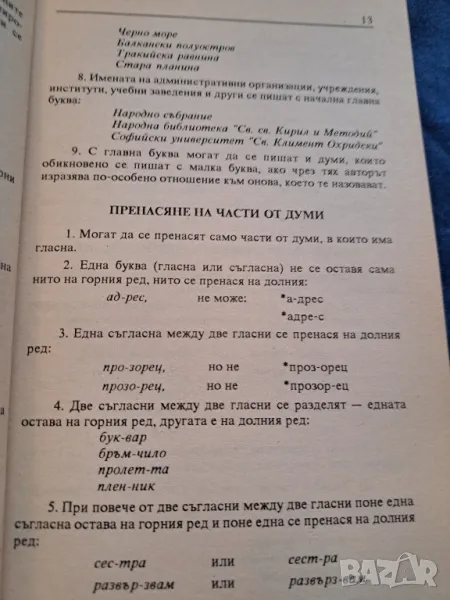 13
Черно море
Балкански полуостров
Тракийска равнина
Стара планина
8. Имената на административни организации, учреждения,
институти, учебни заведения и други се пишат с начална главна
буква:
Народно събрание
Народна библиотека "Св. св. Кирил и Методий"
Софийски университет "Св. Климент Охридски"
9. С главна буква могат да се пишат и думи, които
обикновено се пишат с малка буква, ако чрез тях авторът
изразява по-особено отношение към онова, което те назовават.
ПРЕНАСЯНЕ НА ЧАСТИ ОТ ДУМИ
1. Могат да се пренасят само части от думи, в които има
гласна.
2. Една буква (гласна или съгласна) не се оставя сама
нито на горния ред, нито се пренася на долния:
ад-рес, не може: *а-дрес
*адре-с
3. Една съгласна между две гласни се пренася на долния
ред:
про-зорец, но не *проз-орец
прозо-рец, но не *прозор-ец
4. Две съгласни между две гласни се разделят — едната
остава на горния ред, другата е на долния ред:
бук-вар
бръм-чило
пролет-та
плен-ник
5. При повече от две съгласни между две гласни поне една
съгласна остава на горния ред и поне една се пренася на долния
ред:
сес-тра или сест-ра
развър-звам или развърз-вам
BAZAR.bg